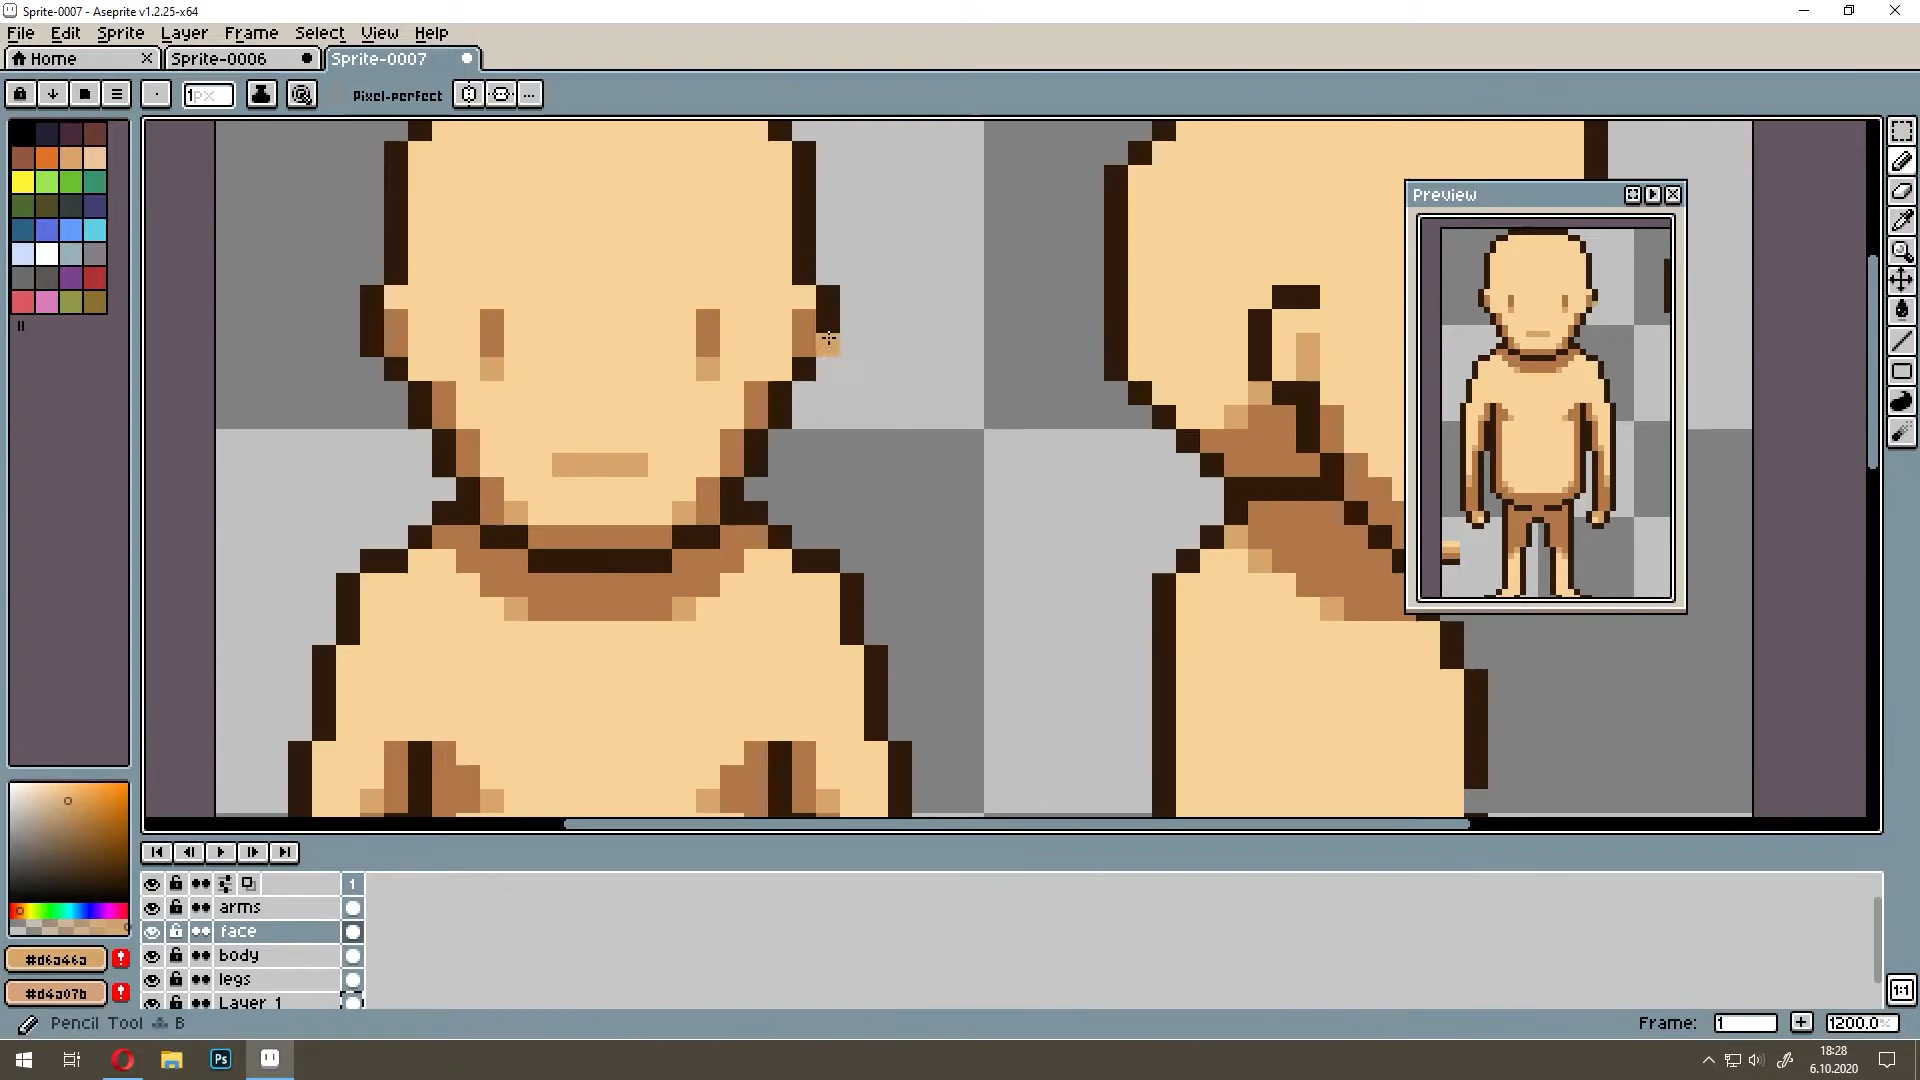 Sprite-0007 - Aseprite v1.2.25-x64
File Edit Sprite Layer Frame Select View Help
Home Sprite-0006 Sprite-0007
1px Pixel-perfect ...
Preview
1
arms
face
body
legs
Layer 1
#d6a46a !
#d4a07b !
1:1
Pencil Tool B Frame: 1 + 1200.0%
Ps 18:28
6.10.2020